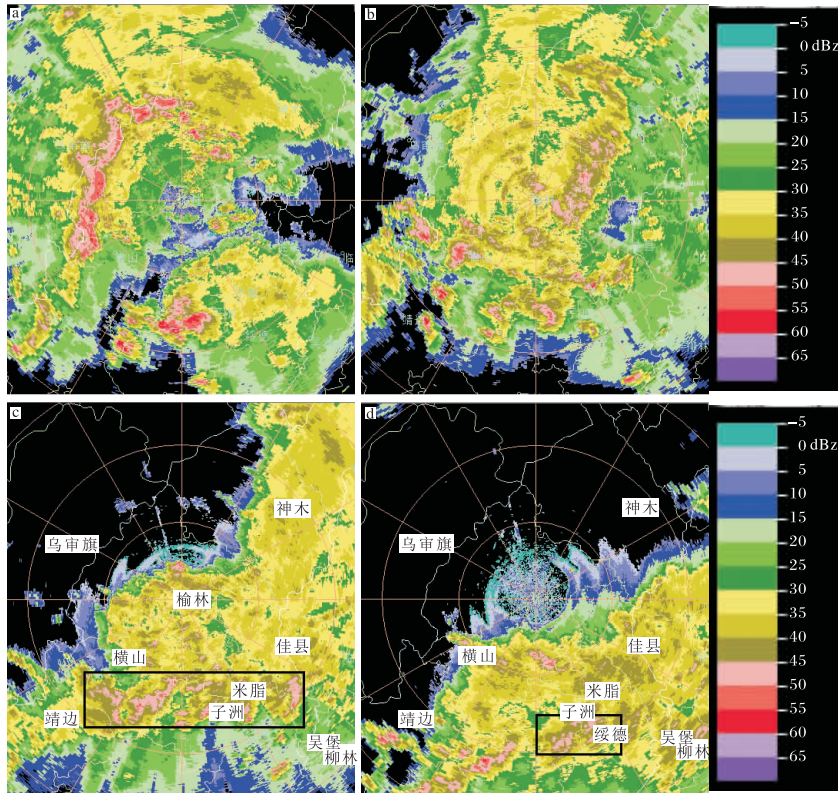 a
b
-5
0 dBz
5
10
15
20
25
30
35
40
45
50
55
60
65
c
神木
乌审旗
榆林
横山
佳县
米脂
子洲
靖边
吴堡
柳林
d
神木
乌审旗
佳县
横山
米脂
子洲
靖边
绥德
吴堡
柳林
-5
0 dBz
5
10
15
20
25
30
35
40
45
50
55
60
65